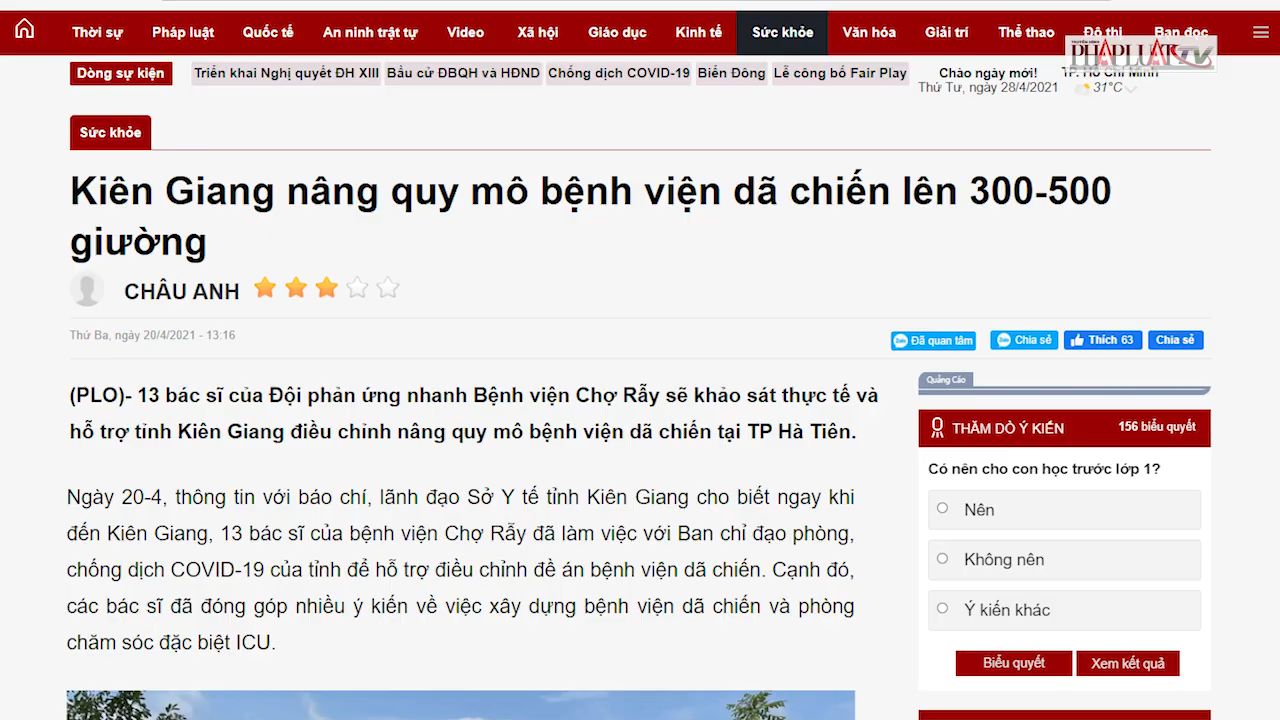 Thời sự Pháp luật Quốc tế An ninh trật tự Video Xã hội Giáo dục Kinh tế Sức khỏe Văn hóa Giải trí Thể thao Đô thị Bạn đọc
PHÁP LUẬT TV
Dòng sự kiện Triển khai Nghị quyết ĐH XIII Bầu cử ĐBQH và HĐND Chống dịch COVID-19 Biển Đông Lễ công bố Fair Play
Chào ngày mới! TP. Hồ Chí Minh
Thứ Tư, ngày 28/4/2021 31°C
Sức khỏe
Kiên Giang nâng quy mô bệnh viện dã chiến lên 300-500
giường
CHÂU ANH
Thứ Ba, ngày 20/4/2021 - 13:16
Đã quan tâm Chia sẻ Thích 63 Chia sẻ
(PLO)- 13 bác sĩ của Đội phản ứng nhanh Bệnh viện Chợ Rẫy sẽ khảo sát thực tế và
hỗ trợ tỉnh Kiên Giang điều chỉnh nâng quy mô bệnh viện dã chiến tại TP Hà Tiên.
Ngày 20-4, thông tin với báo chí, lãnh đạo Sở Y tế tỉnh Kiên Giang cho biết ngay khi
đến Kiên Giang, 13 bác sĩ của bệnh viện Chợ Rẫy đã làm việc với Ban chỉ đạo phòng,
chống dịch COVID-19 của tỉnh để hỗ trợ điều chỉnh đề án bệnh viện dã chiến. Cạnh đó,
các bác sĩ đã đóng góp nhiều ý kiến về việc xây dựng bệnh viện dã chiến và phòng
chăm sóc đặc biệt ICU.
Quảng Cáo
THĂM DÒ Ý KIẾN 156 biểu quyết
Có nên cho con học trước lớp 1?
Nên
Không nên
Ý kiến khác
Biểu quyết Xem kết quả